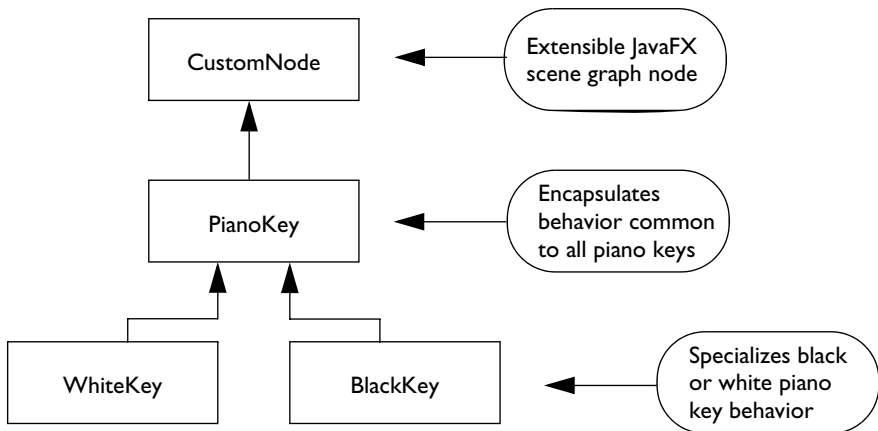 CustomNode
Extensible JavaFX
scene graph node
PianoKey
Encapsulates
behavior common
to all piano keys
WhiteKey
BlackKey
Specializes black
or white piano
key behavior